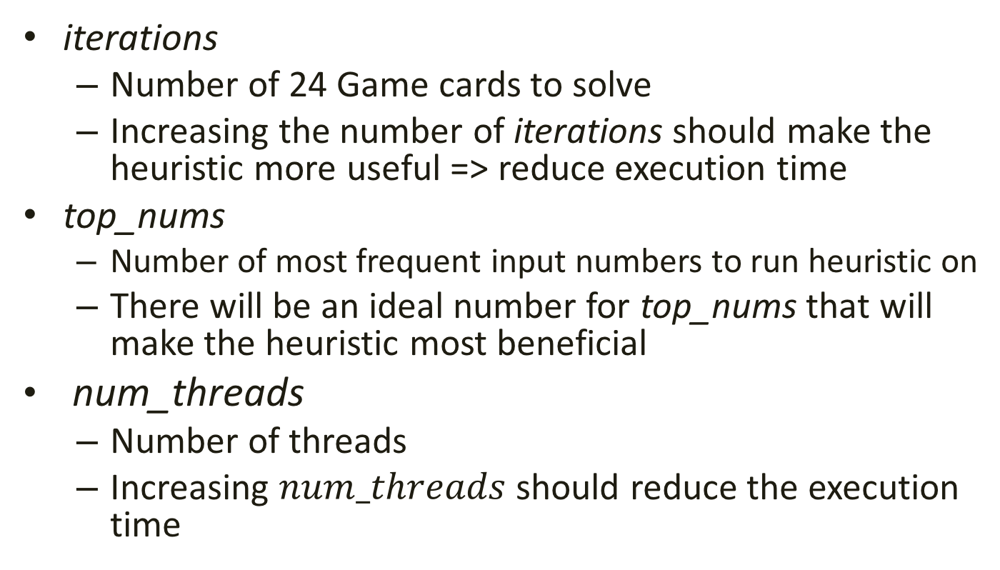 • iterations
– Number of 24 Game cards to solve
– Increasing the number of iterations should make the
heuristic more useful => reduce execution time
• top_nums
– Number of most frequent input numbers to run heuristic on
– There will be an ideal number for top_nums that will
make the heuristic most beneficial
• num_threads
– Number of threads
– Increasing num_threads should reduce the execution
time